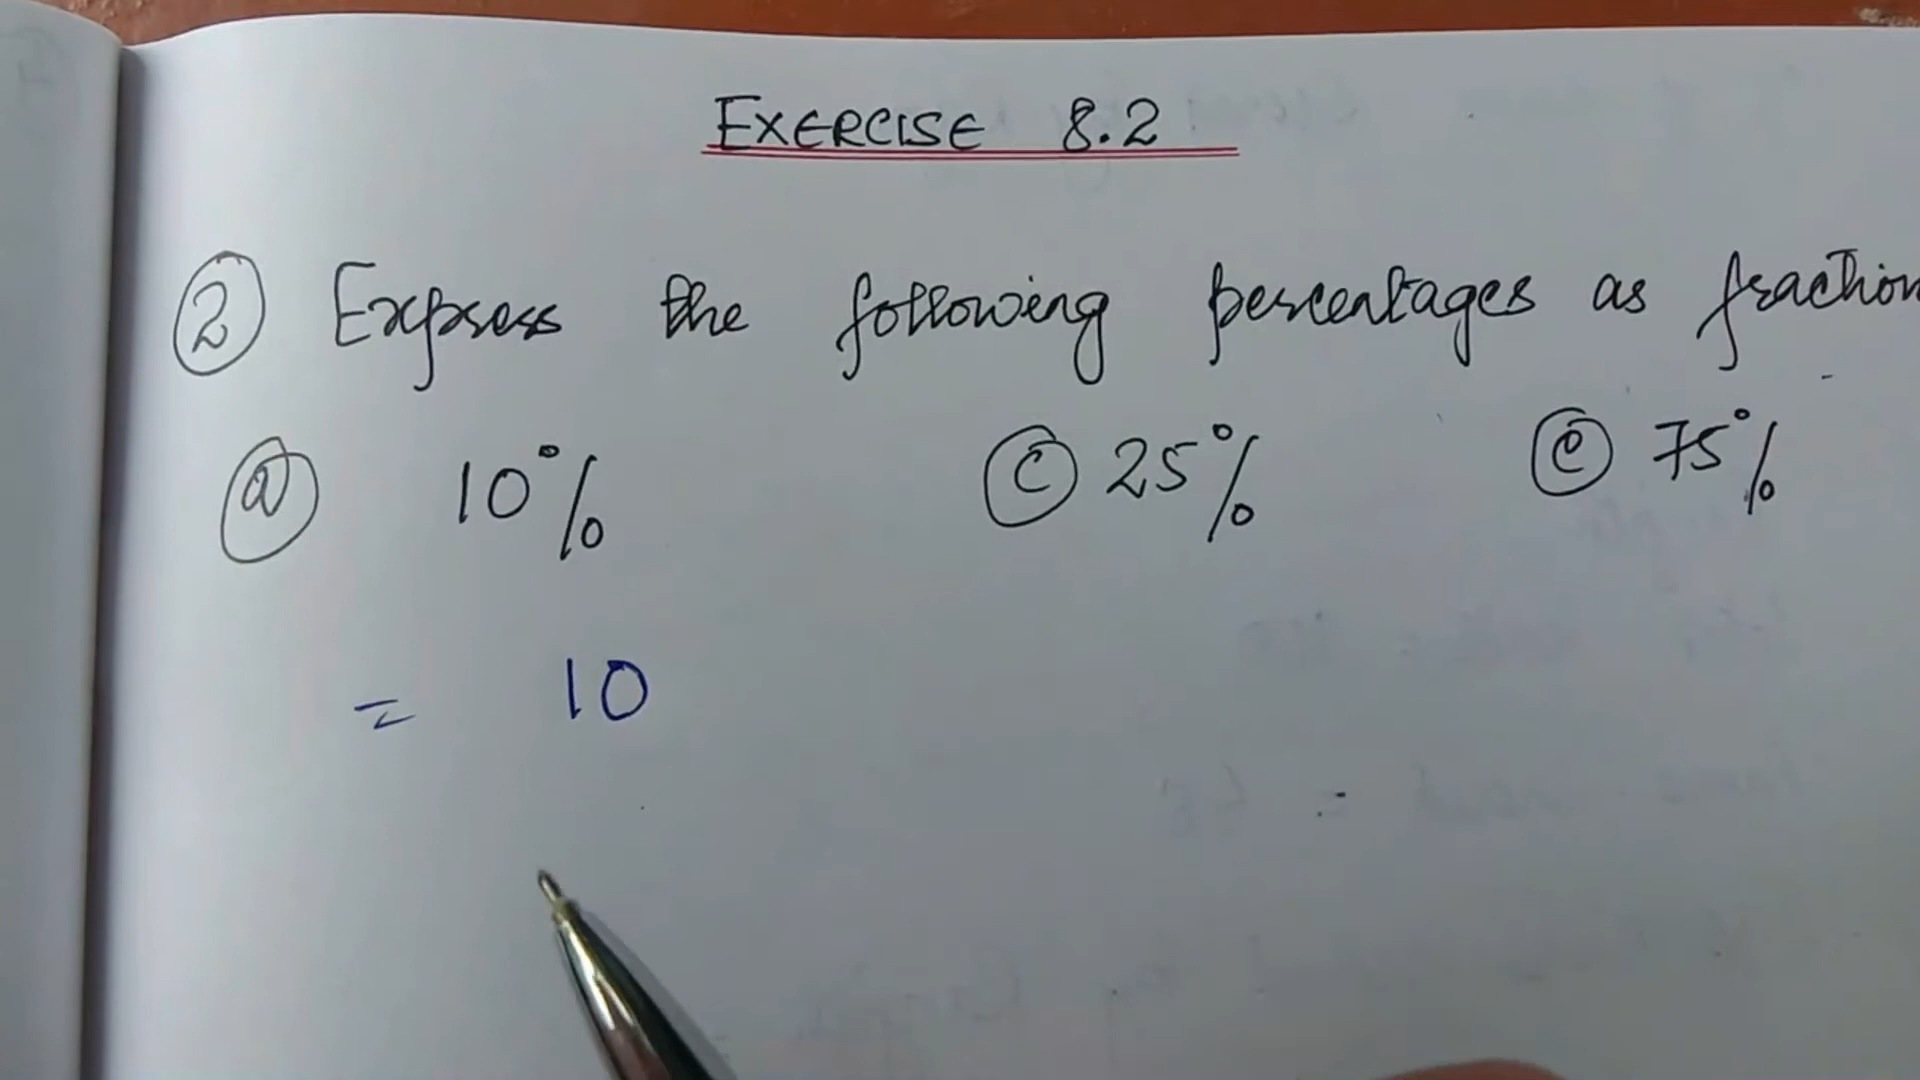 EXERCISE 8.2
② Express the following percentages as fraction
ⓐ 10% ⓒ 25% ⓔ 75%
= 10